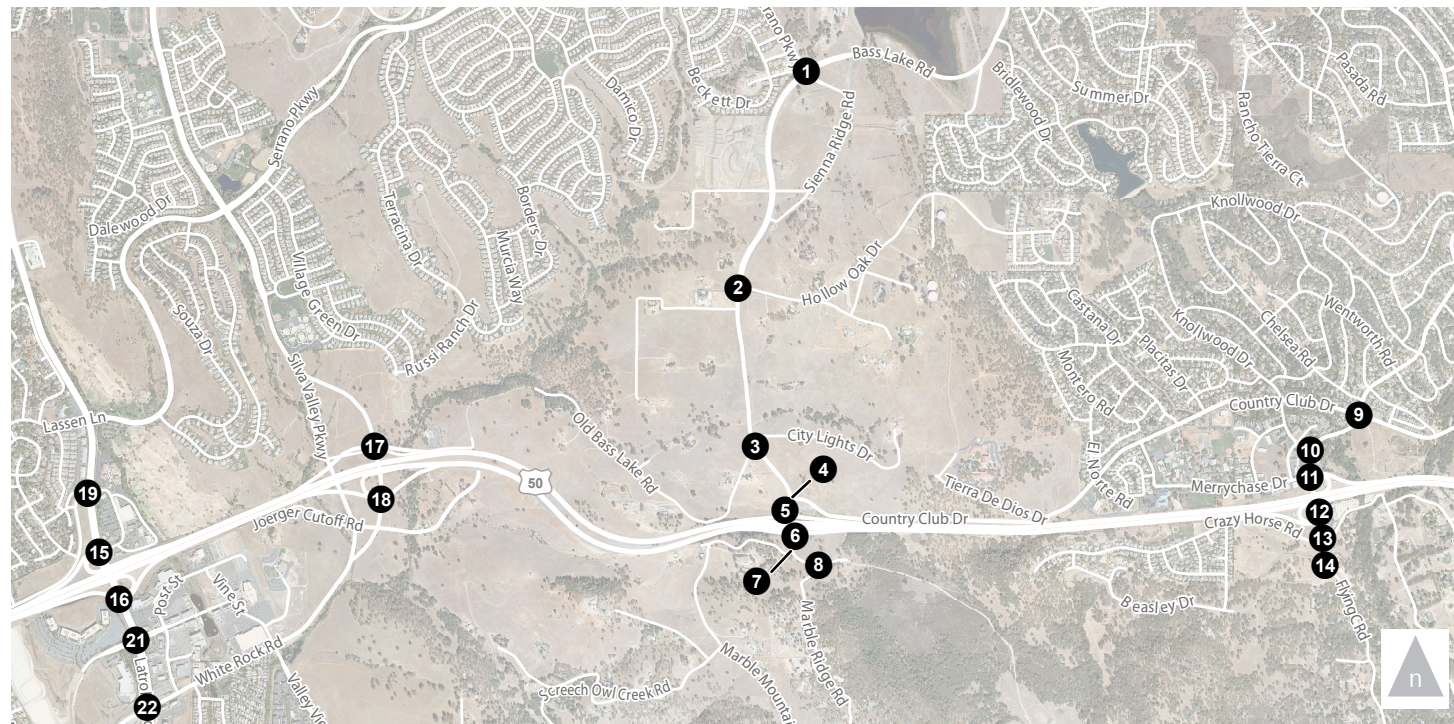 rano Pkwy
1
Bass Lake Rd
Beckett Dr
Damico Dr
Bridlewood Dr
Summer Dr
Pasada Rd
Rancho Tierra Ct
Serrano Pkwy
Sienna Ridge Rd
Dalewood Dr
Terracina Dr
Borders Dr
Murcia Way
Knollwood Dr
Village Green Dr
Souza Dr
Russi Ranch Dr
2
Hollow Oak Dr
Castana Dr
Knollwood Dr
Placitas Dr
Chelsea Rd
Wentworth Rd
Silva Valley Pkwy
Montero Rd
Lassen Ln
Old Bass Lake Rd
Country Club Dr
9
17
3
City Lights Dr
4
10
El Norte Rd
11
Merrychase Dr
Tierra De Dios Dr
50
19
18
5
Country Club Dr
12
Joerger Cutoff Rd
Crazy Horse Rd
6
13
15
7
8
14
Post St
Vine St
16
Beasley Dr
Flying C Rd
Marble Ridge Rd
21
Latro
White Rock Rd
Marble Mountai
Valley Vi
Screech Owl Creek Rd
22
n